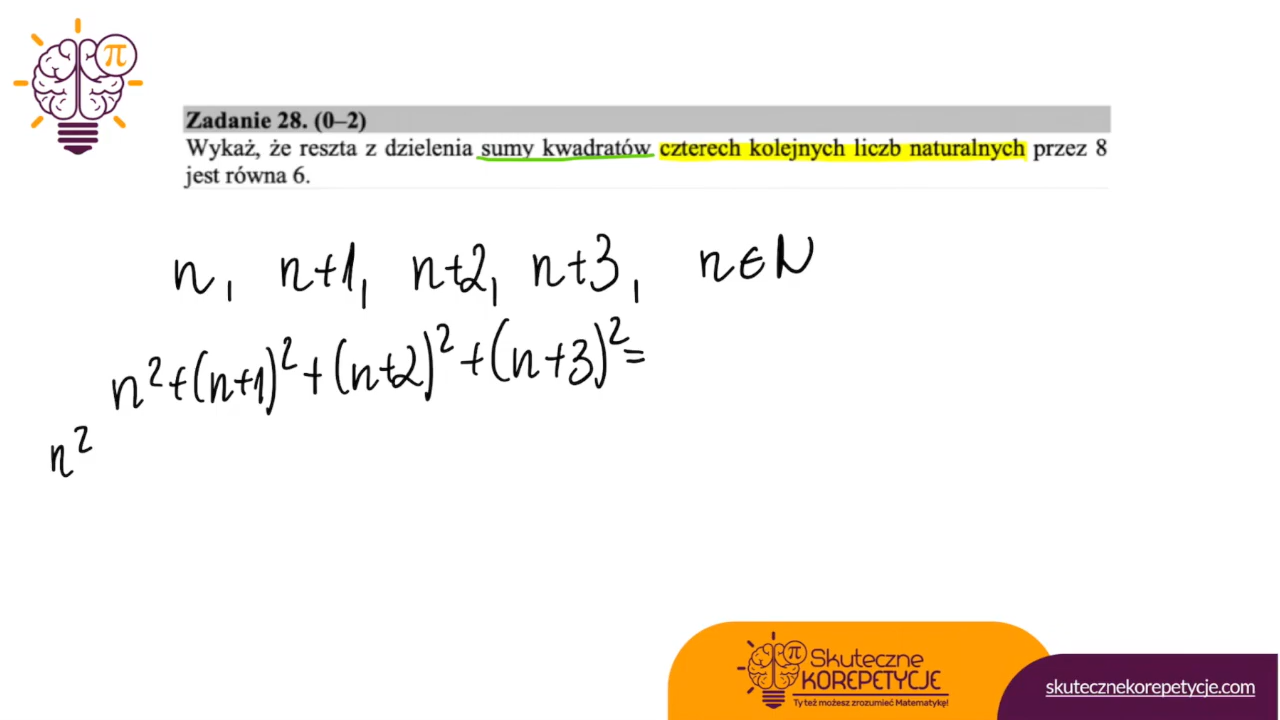 π
Zadanie 28. (0–2)
Wykaż, że reszta z dzielenia sumy kwadratów czterech kolejnych liczb naturalnych przez 8
jest równa 6.
n, n+1, n+2, n+3, n∈N
n²+(n+1)²+(n+2)²+(n+3)²=
n²
π
Skuteczne
KOREPETYCJE
Ty też możesz zrozumieć Matematykę!
skutecznekorepetycje.com